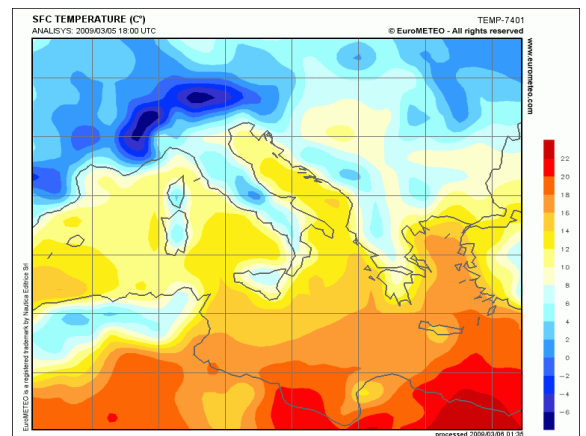 SFC TEMPERATURE (C°)
TEMP-7401
ANALISYS: 2009/03/05 18:00 UTC
© EuroMETEO - All rights reserved
www.eurometeo.com
EuroMETEO is a registered trademark by Nautica Editrice Srl
22
20
18
16
14
12
10
8
6
4
2
0
-2
-4
-6
processed 2009/03/06 01:35